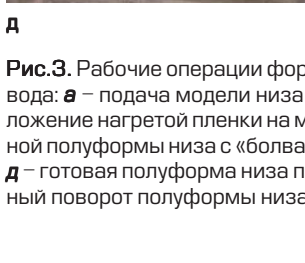 д
Рис.3. Рабочие операции фор
вода: а – подача модели низа
ложение нагретой пленки на м
ной полуформы низа с «болва
д – готовая полуформа низа п
ный поворот полуформы низа